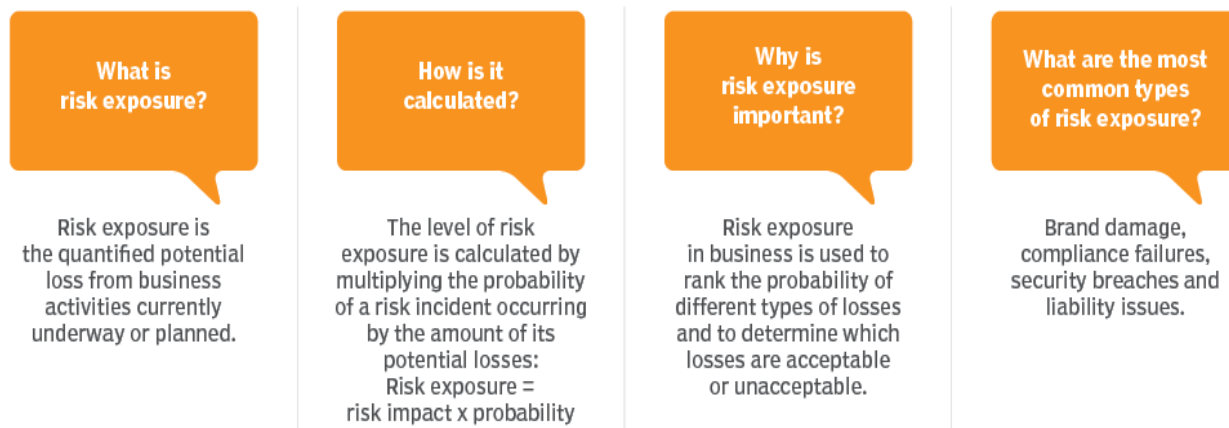 What is
risk exposure?
Risk exposure is
the quantified potential
loss from business
activities currently
underway or planned.
How is it
calculated?
The level of risk
exposure is calculated by
multiplying the probability
of a risk incident occurring
by the amount of its
potential losses:
Risk exposure =
risk impact x probability
Why is
risk exposure
important?
Risk exposure
in business is used to
rank the probability of
different types of losses
and to determine which
losses are acceptable
or unacceptable.
What are the most
common types
of risk exposure?
Brand damage,
compliance failures,
security breaches and
liability issues.